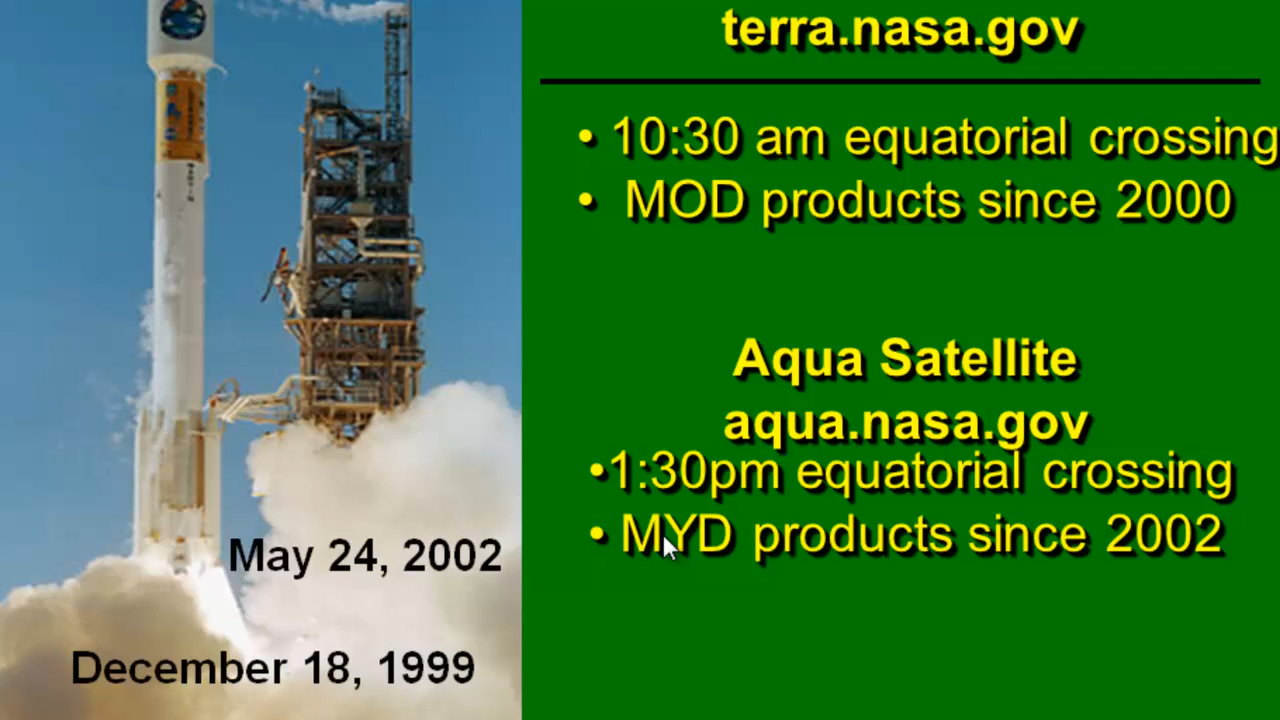 terra.nasa.gov
• 10:30 am equatorial crossing
• MOD products since 2000
Aqua Satellite
aqua.nasa.gov
•1:30pm equatorial crossing
• MYD products since 2002
May 24, 2002
December 18, 1999